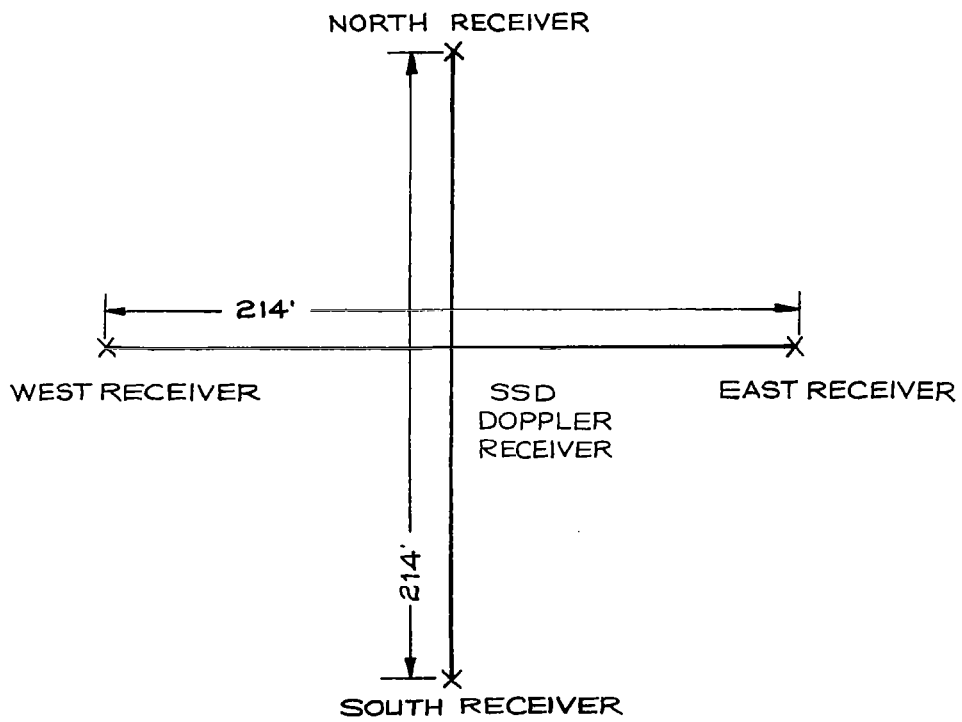 NORTH RECEIVER
214'
WEST RECEIVER
SSD
DOPPLER
RECEIVER
EAST RECEIVER
214'
SOUTH RECEIVER